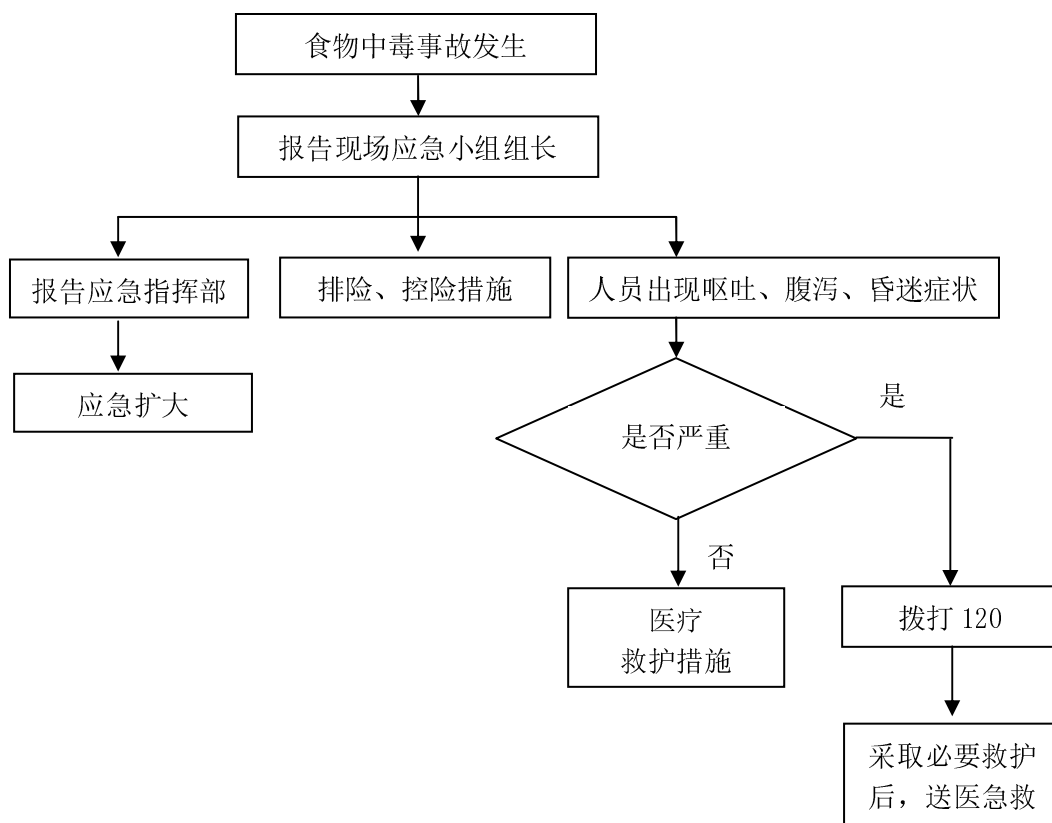 食物中毒事故发生
报告现场应急小组组长
报告应急指挥部
排险、控险措施
人员出现呕吐、腹泻、昏迷症状
应急扩大
是
是否严重
否
医疗
救护措施
拨打 120
采取必要救护
后，送医急救